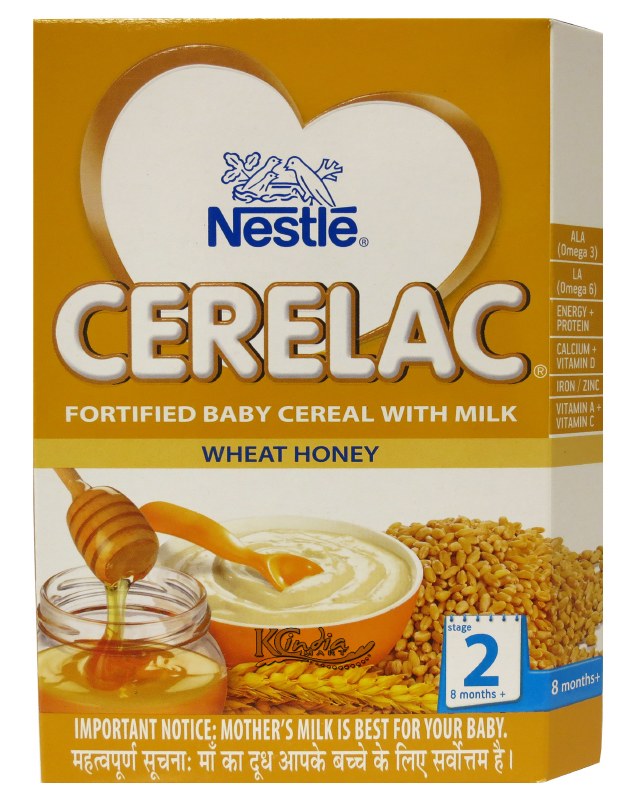 Nestlé®
CERELAC®
FORTIFIED BABY CEREAL WITH MILK
WHEAT HONEY
ALA
(Omega 3)
LA
(Omega 6)
ENERGY +
PROTEIN
CALCIUM +
VITAMIN D
IRON / ZINC
VITAMIN A +
VITAMIN C
KCIndia
MART
stage
2
8 months +
8 months+
IMPORTANT NOTICE: MOTHER'S MILK IS BEST FOR YOUR BABY.
महत्वपूर्ण सूचना: माँ का दूध आपके बच्चे के लिए सर्वोत्तम है।